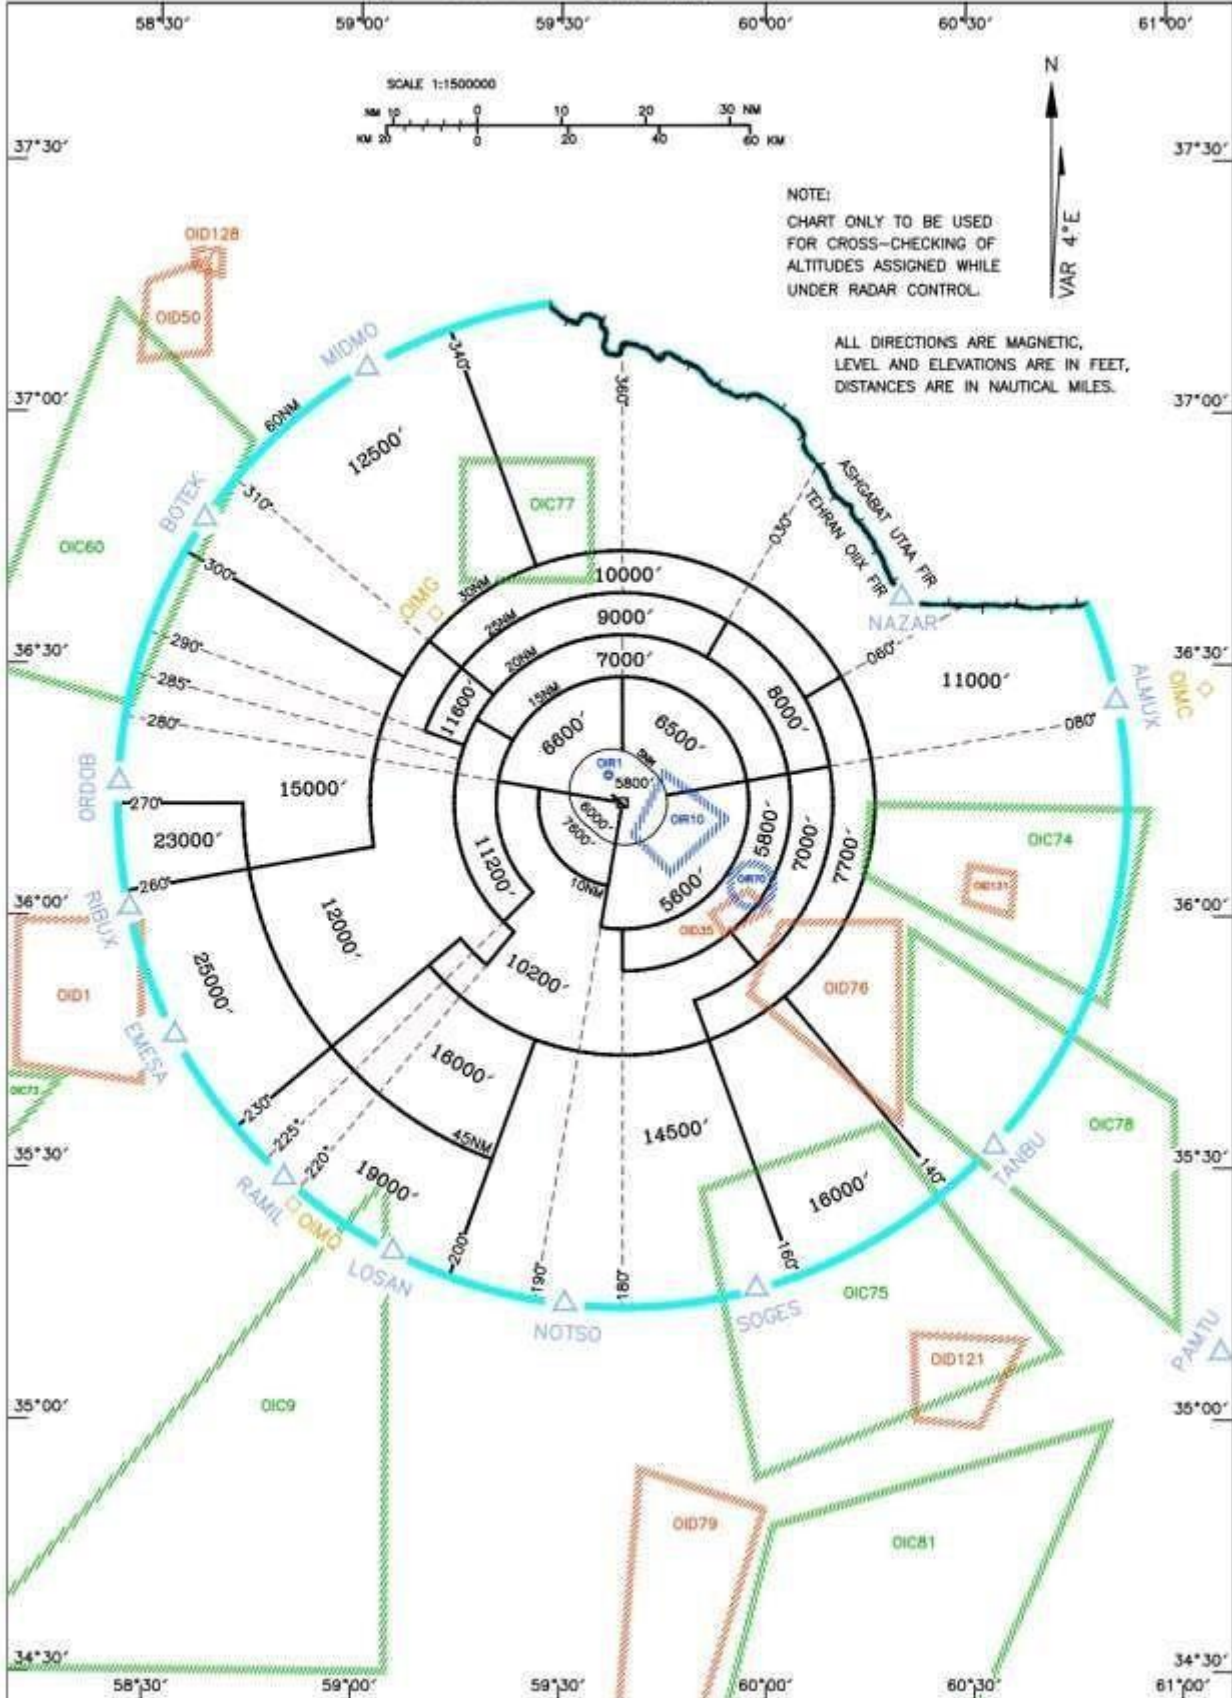 58°30′ 59°00′ 59°30′ 60°00′ 60°30′ 61°00′
SCALE 1:1500000
NM 10 0 10 20 30 NM
KM 20 0 20 40 60 KM
N
VAR 4°E
37°30′ 37°30′
NOTE:
CHART ONLY TO BE USED
FOR CROSS-CHECKING OF
ALTITUDES ASSIGNED WHILE
UNDER RADAR CONTROL.
ALL DIRECTIONS ARE MAGNETIC,
LEVEL AND ELEVATIONS ARE IN FEET,
DISTANCES ARE IN NAUTICAL MILES.
OID128
OID50
MIDMO
340°
360°
37°00′ 37°00′
60NM
12500′
OIC77
BOTEK
310°
030°
ASHGABAT UTAA FIR
TEHRAN OIIX FIR
OIC60
300°
OIMG
30NM
10000′
25NM
9000′
NAZAR
060°
290°
20NM
7000′
36°30′ 36°30′
285°
15NM
11600′
8000′
11000′
ALMUX
OIMC
280°
6600′
6500′
080°
5NM
OIR1
5800′
ORDOB
270°
15000′
6000′
7600′
OIR10
23000′
5800′
7000′
7700′
OIC74
11200′
260°
10NM
5600′
OIR70
OID131
RIBUX
36°00′ 36°00′
12000′
OID35
25000′
10200′
OID1
OID76
EMESA
16000′
OIC73
230°
225°
45NM
14500′
OIC78
35°30′ 35°30′
220°
19000′
140°
TANBU
RAMIL
OIMQ
16000′
LOSAN
200°
190°
180°
160°
OIC75
NOTSO
SOGES
PAMTU
OID121
OIC9
35°00′ 35°00′
OID79
OIC81
34°30′ 34°30′
58°30′ 59°00′ 59°30′ 60°00′ 60°30′ 61°00′